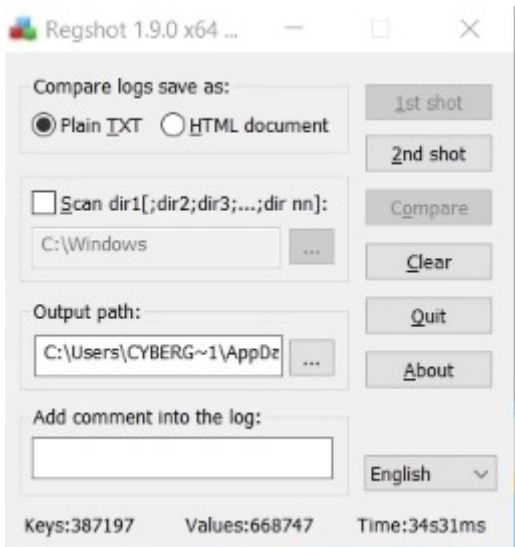 Regshot 1.9.0 x64 ...
Compare logs save as:
Plain TXT
HTML document
1st shot
2nd shot
Scan dir1[;dir2;dir3;...;dir nn]:
C:\Windows
...
Compare
Clear
Output path:
C:\Users\CYBERG~1\AppDa
...
Quit
About
Add comment into the log:
English
Keys:387197 Values:668747 Time:34s31ms